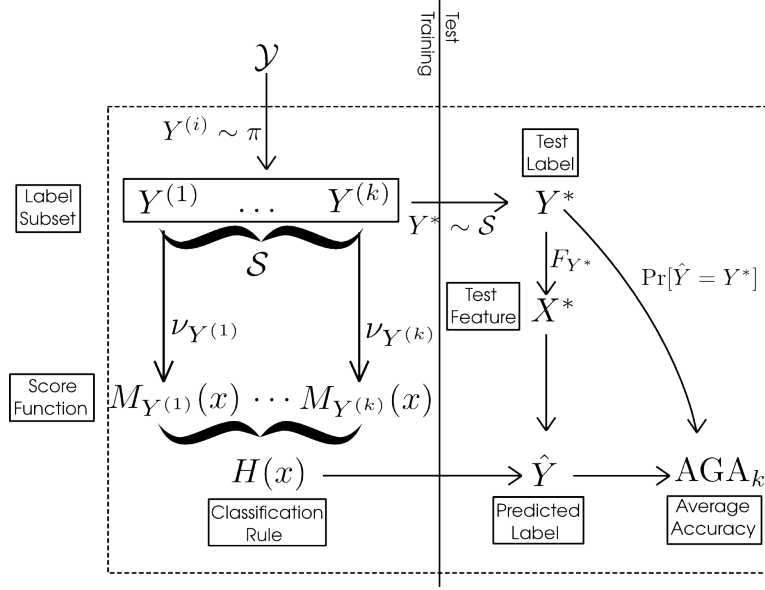 Training
Test
𝒴
Y^{(i)} ∼ π
Test
Label
Label
Subset
Y^{(1)} … Y^{(k)}
Y^* ∼ 𝒮
Y^*
𝒮
F_{Y^*}
Pr[Ŷ = Y^*]
Test
Feature
X^*
ν_{Y^{(1)}}
ν_{Y^{(k)}}
Score
Function
M_{Y^{(1)}}(x) ⋯ M_{Y^{(k)}}(x)
H(x)
Ŷ
AGA_k
Classification
Rule
Predicted
Label
Average
Accuracy